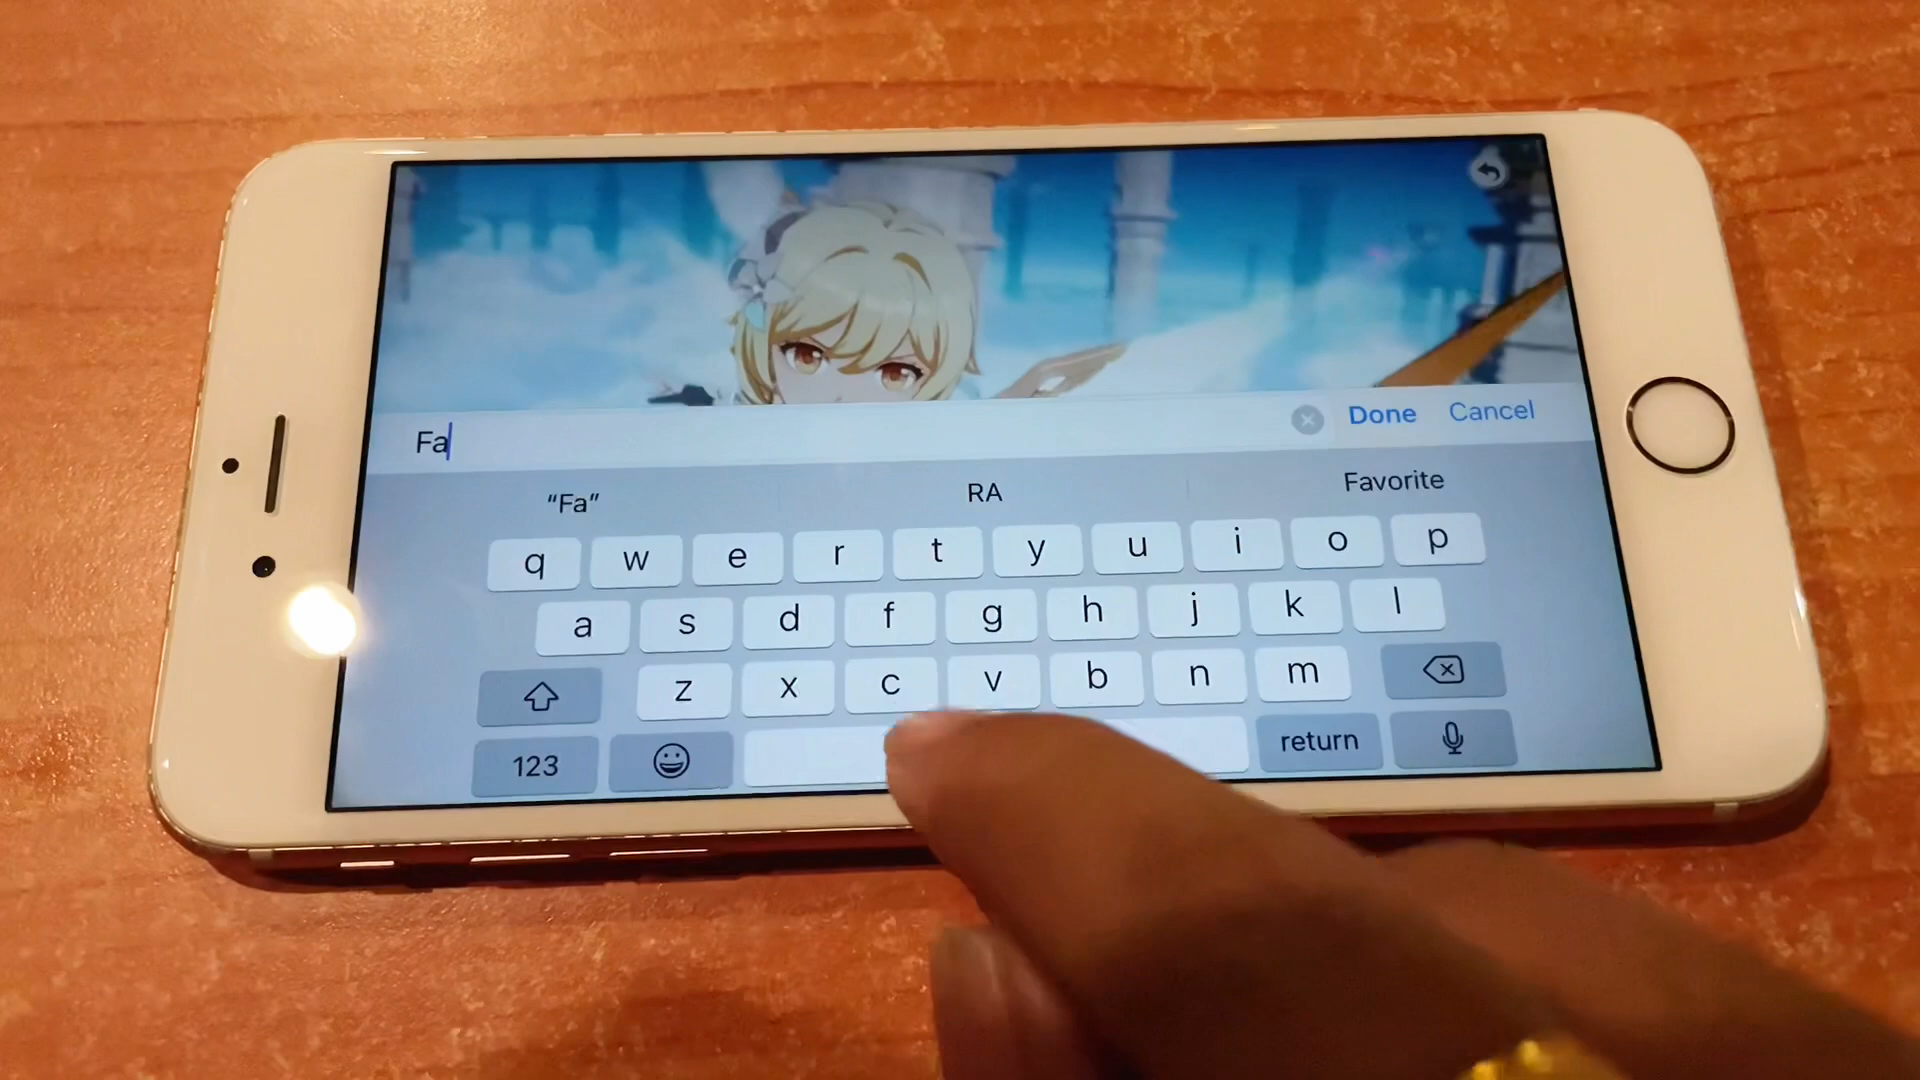 Fa
Done Cancel
“Fa” RA Favorite
q w e r t y u i o p
a s d f g h j k l
z x c v b n m
123 return